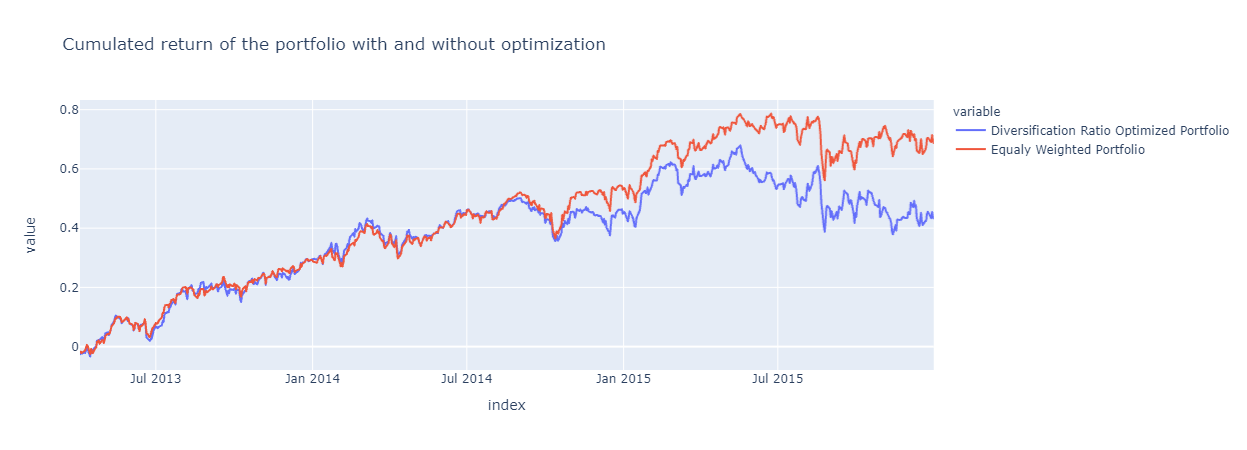 Cumulated return of the portfolio with and without optimization
variable
Diversification Ratio Optimized Portfolio
Equaly Weighted Portfolio
value
0.8
0.6
0.4
0.2
0
Jul 2013
Jan 2014
Jul 2014
Jan 2015
Jul 2015
index